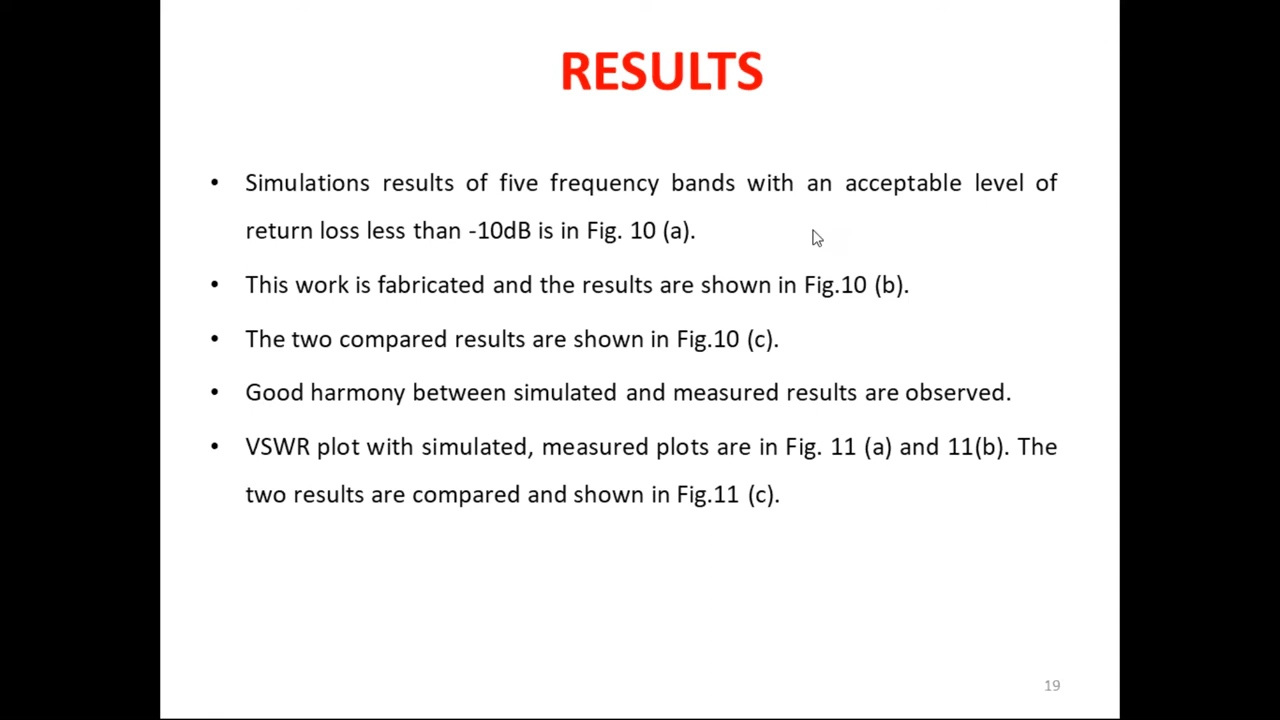 RESULTS
• Simulations results of five frequency bands with an acceptable level of
return loss less than -10dB is in Fig. 10 (a).
• This work is fabricated and the results are shown in Fig.10 (b).
• The two compared results are shown in Fig.10 (c).
• Good harmony between simulated and measured results are observed.
• VSWR plot with simulated, measured plots are in Fig. 11 (a) and 11(b). The
two results are compared and shown in Fig.11 (c).
19